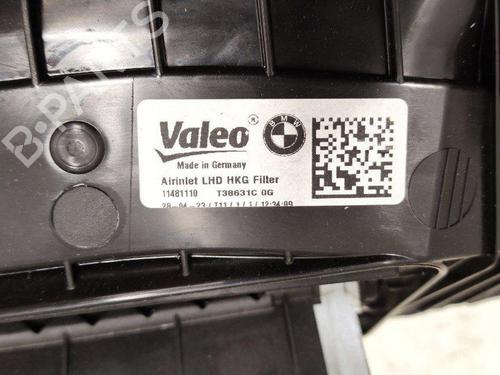 B-PARTS
Valeo®
BMW
Made in Germany
Airinlet LHD HKG Filter
11481110 T38631C 0G
28-04-23 / T11 / 1 / 1 / 12:34:09